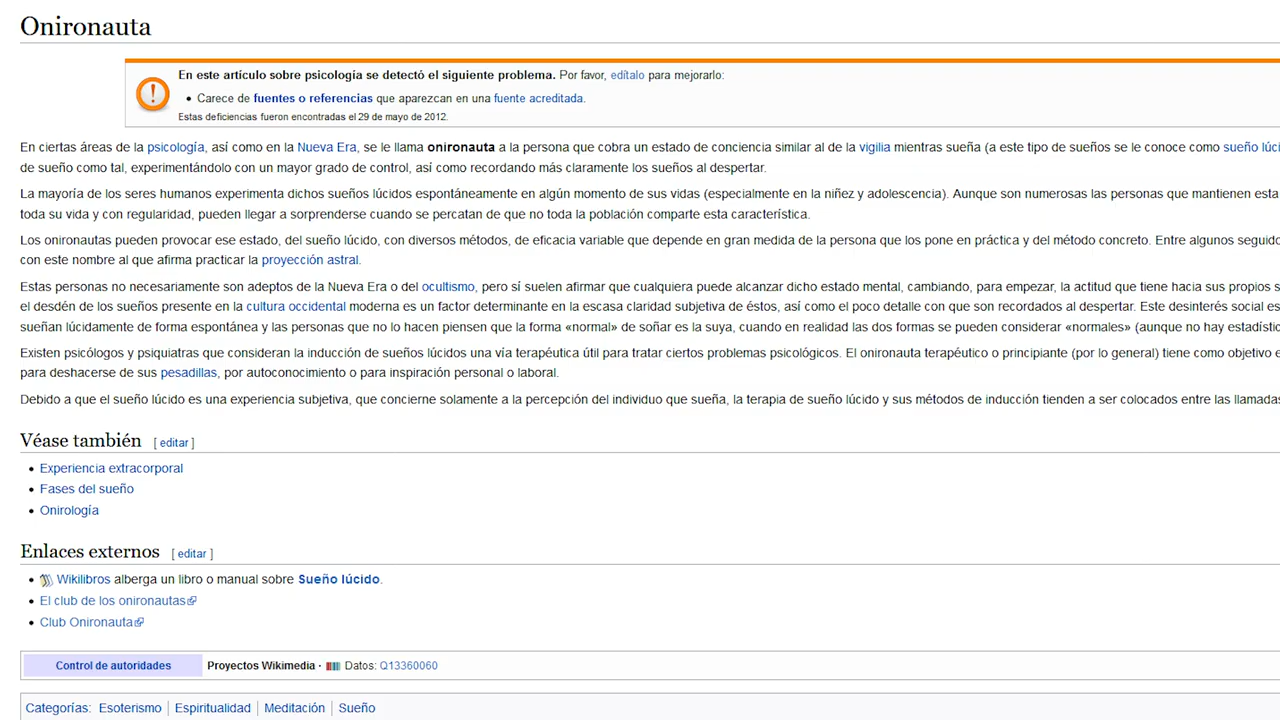 Onironauta
En este artículo sobre psicología se detectó el siguiente problema. Por favor, edítalo para mejorarlo:
• Carece de fuentes o referencias que aparezcan en una fuente acreditada.
Estas deficiencias fueron encontradas el 29 de mayo de 2012.
En ciertas áreas de la psicología, así como en la Nueva Era, se le llama onironauta a la persona que cobra un estado de conciencia similar al de la vigilia mientras sueña (a este tipo de sueños se le conoce como sueño lúci
de sueño como tal, experimentándolo con un mayor grado de control, así como recordando más claramente los sueños al despertar.
La mayoría de los seres humanos experimenta dichos sueños lúcidos espontáneamente en algún momento de sus vidas (especialmente en la niñez y adolescencia). Aunque son numerosas las personas que mantienen esta
toda su vida y con regularidad, pueden llegar a sorprenderse cuando se percatan de que no toda la población comparte esta característica.
Los onironautas pueden provocar ese estado, del sueño lúcido, con diversos métodos, de eficacia variable que depende en gran medida de la persona que los pone en práctica y del método concreto. Entre algunos seguido
con este nombre al que afirma practicar la proyección astral.
Estas personas no necesariamente son adeptos de la Nueva Era o del ocultismo, pero sí suelen afirmar que cualquiera puede alcanzar dicho estado mental, cambiando, para empezar, la actitud que tiene hacia sus propios s
el desdén de los sueños presente en la cultura occidental moderna es un factor determinante en la escasa claridad subjetiva de éstos, así como el poco detalle con que son recordados al despertar. Este desinterés social es
sueñan lúcidamente de forma espontánea y las personas que no lo hacen piensen que la forma «normal» de soñar es la suya, cuando en realidad las dos formas se pueden considerar «normales» (aunque no hay estadístic
Existen psicólogos y psiquiatras que consideran la inducción de sueños lúcidos una vía terapéutica útil para tratar ciertos problemas psicológicos. El onironauta terapéutico o principiante (por lo general) tiene como objetivo e
para deshacerse de sus pesadillas, por autoconocimiento o para inspiración personal o laboral.
Debido a que el sueño lúcido es una experiencia subjetiva, que concierne solamente a la percepción del individuo que sueña, la terapia de sueño lúcido y sus métodos de inducción tienden a ser colocados entre las llamadas
Véase también [ editar ]
• Experiencia extracorporal
• Fases del sueño
• Onirología
Enlaces externos [ editar ]
• Wikilibros alberga un libro o manual sobre Sueño lúcido.
• El club de los onironautas
• Club Onironauta
Control de autoridades Proyectos Wikimedia · Datos: Q13360060
Categorías: Esoterismo | Espiritualidad | Meditación | Sueño